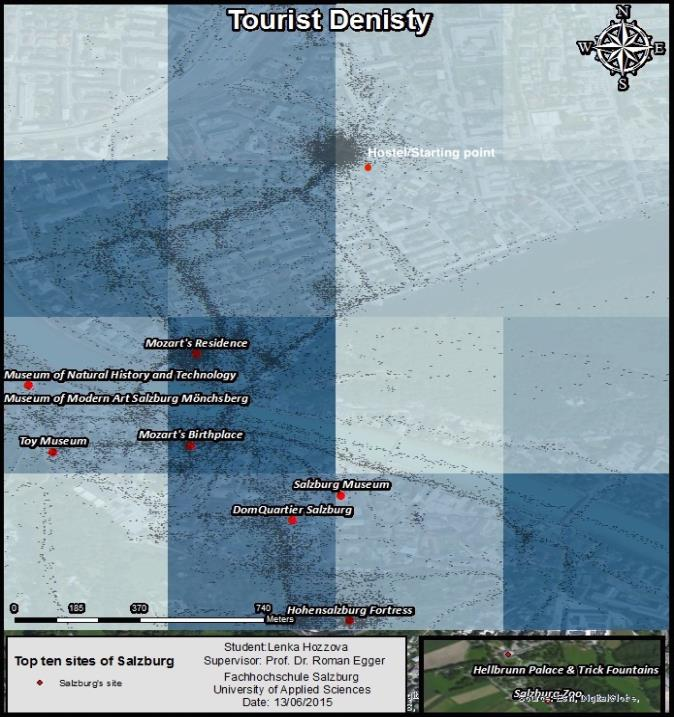 Tourist Denisty
N
W E
S
Hostel/Starting point
Mozart's Residence
Museum of Natural History and Technology
Museum of Modern Art Salzburg Mönchsberg
Toy Museum
Mozart's Birthplace
Salzburg Museum
DomQuartier Salzburg
Hohensalzburg Fortress
0 185 370 740
Meters
Top ten sites of Salzburg
Salzburg's site
Student:Lenka Hozzova
Supervisor: Prof. Dr. Roman Egger
Fachhochschule Salzburg
University of Applied Sciences
Date: 13/06/2015
Hellbrunn Palace & Trick Fountains
Salzburg Zoo
Source: Esri, DigitalGlobe,